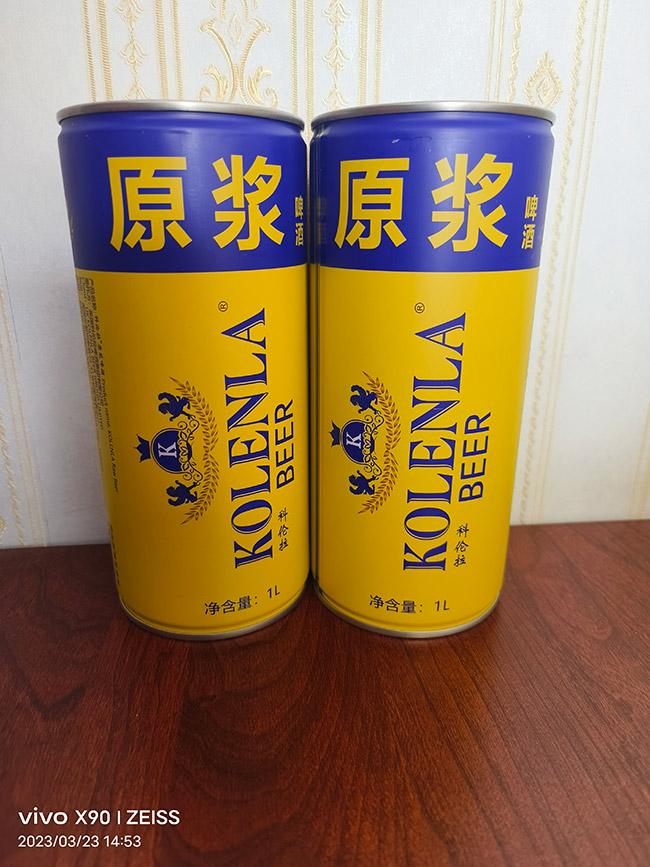 原浆
啤酒
KOLENLA
®
BEER
科伦拉
K
净含量: 1L
原浆
啤酒
KOLENLA
®
BEER
科伦拉
K
净含量: 1L
vivo X90 | ZEISS
2023/03/23 14:53